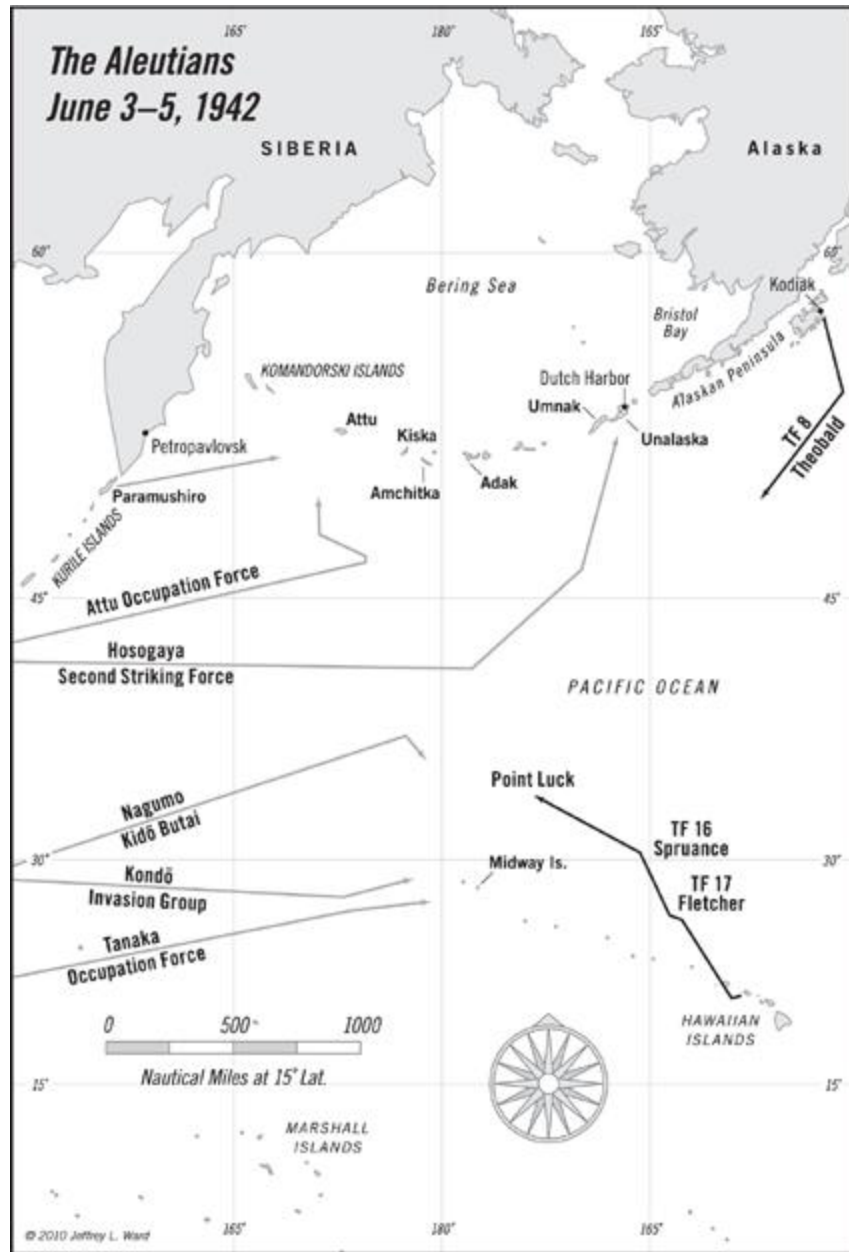 165°
180°
165°
The Aleutians
June 3–5, 1942
SIBERIA
Alaska
60°
60°
Bering Sea
Kodiak
Bristol
Bay
Alaskan Peninsula
KOMANDORSKI ISLANDS
Dutch Harbor
Umnak
Unalaska
Attu
Kiska
Petropavlovsk
Amchitka
Adak
Paramushiro
TF 8
Theobald
KURILE ISLANDS
Attu Occupation Force
45°
45°
Hosogaya
Second Striking Force
PACIFIC OCEAN
Point Luck
Nagumo
Kidō Butai
TF 16
Spruance
30°
30°
Midway Is.
Kondō
Invasion Group
TF 17
Fletcher
Tanaka
Occupation Force
0 500 1000
Nautical Miles at 15° Lat.
HAWAIIAN
ISLANDS
15°
15°
MARSHALL
ISLANDS
165°
180°
165°
© 2010 Jeffrey L. Ward